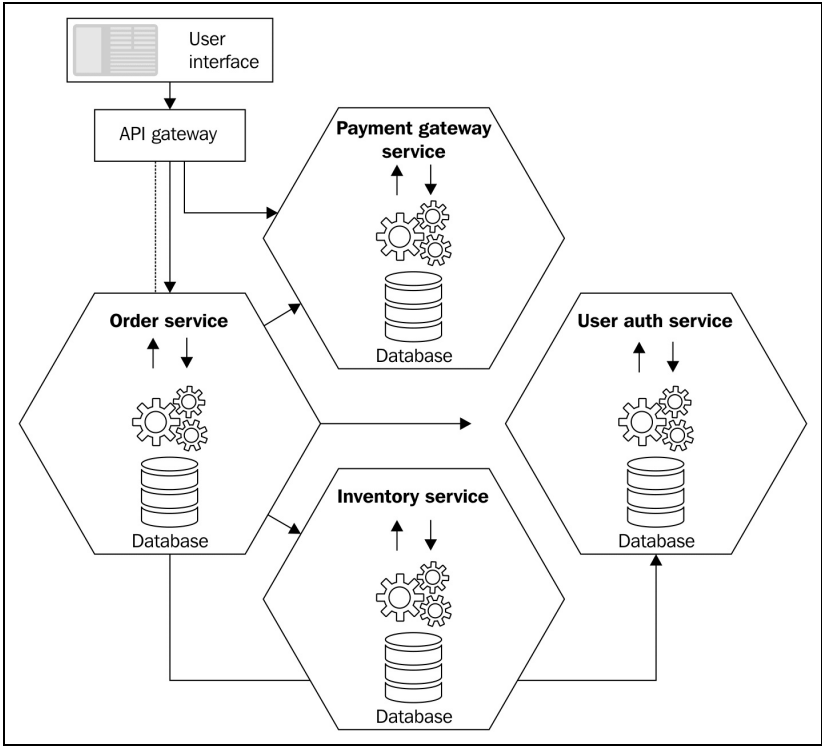 User
interface
API gateway
Payment gateway
service
Database
Order service
Database
User auth service
Database
Inventory service
Database